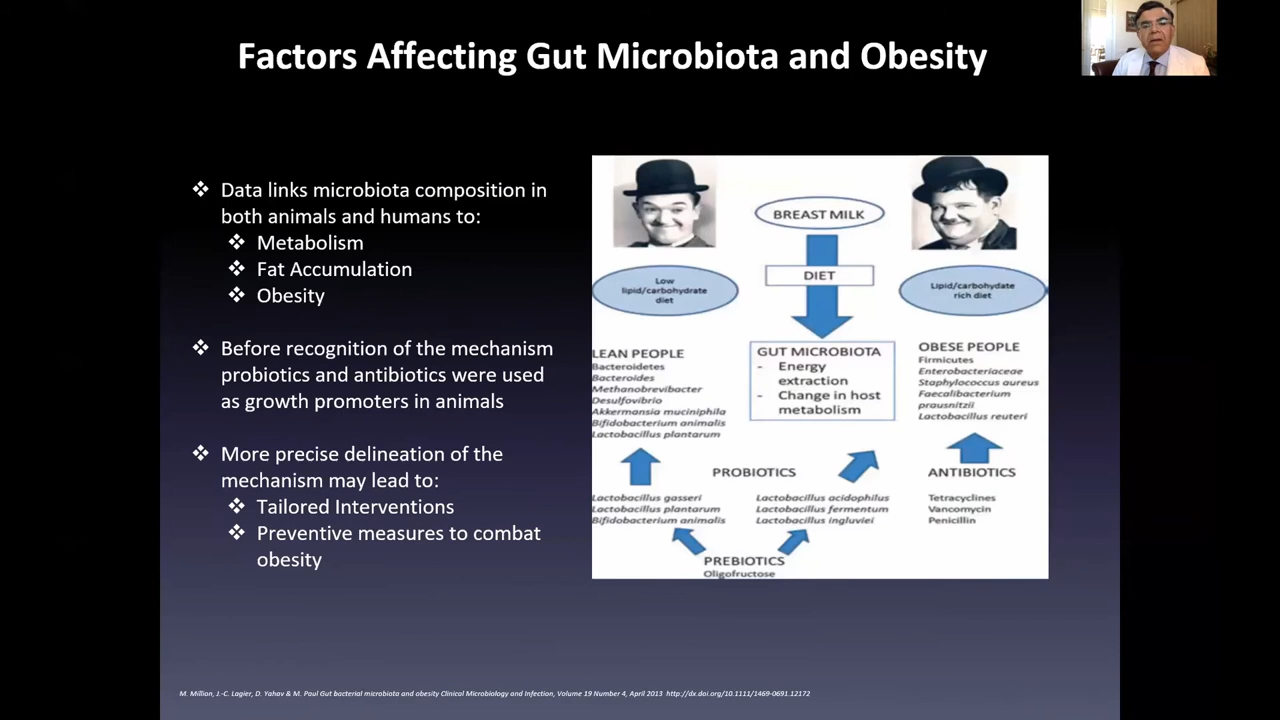 Factors Affecting Gut Microbiota and Obesity
❖ Data links microbiota composition in
both animals and humans to:
❖ Metabolism
❖ Fat Accumulation
❖ Obesity
❖ Before recognition of the mechanism
probiotics and antibiotics were used
as growth promoters in animals
❖ More precise delineation of the
mechanism may lead to:
❖ Tailored Interventions
❖ Preventive measures to combat
obesity
BREAST MILK
DIET
Low
lipid/carbohydrate
diet
Lipid/carbohydate
rich diet
LEAN PEOPLE
Bacteroidetes
Bacteroides
Methanobrevibacter
Desulfovibrio
Akkermansia muciniphila
Bifidobacterium animalis
Lactobacillus plantarum
GUT MICROBIOTA
- Energy
extraction
- Change in host
metabolism
OBESE PEOPLE
Firmicutes
Enterobacteriaceae
Staphylococcus aureus
Faecalibacterium
prausnitzii
Lactobacillus reuteri
PROBIOTICS
Lactobacillus gasseri
Lactobacillus plantarum
Bifidobacterium animalis
Lactobacillus acidophilus
Lactobacillus fermentum
Lactobacillus ingluviei
ANTIBIOTICS
Tetracyclines
Vancomycin
Penicillin
PREBIOTICS
Oligofructose
M. Million, J.-C. Lagier, D. Yahav & M. Paul Gut bacterial microbiota and obesity Clinical Microbiology and Infection, Volume 19 Number 4, April 2013 http://dx.doi.org/10.1111/1469-0691.12172